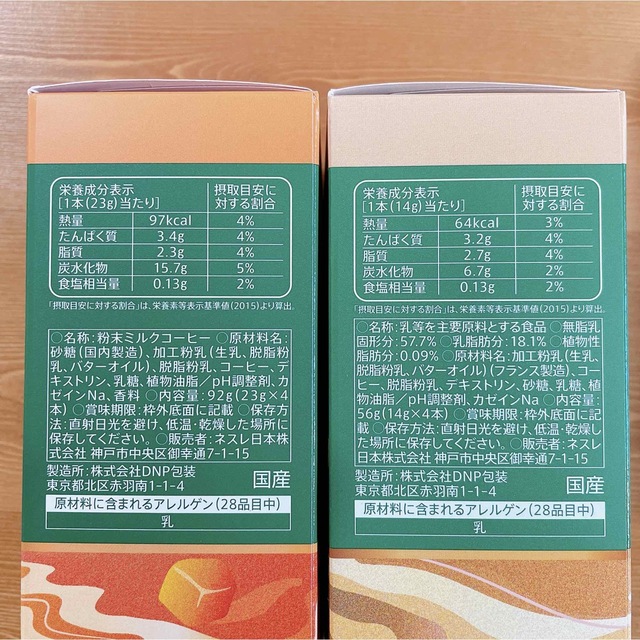 栄養成分表示
[1本(23g)当たり]
摂取目安に
対する割合
熱量 97kcal 4%
たんぱく質 3.4g 4%
脂質 2.3g 4%
炭水化物 15.7g 5%
食塩相当量 0.13g 2%
「摂取目安に対する割合」は、栄養素等表示基準値(2015)より算出。
○名称:粉末ミルクコーヒー ○原材料名:
砂糖(国内製造)、加工粉乳(生乳、脱脂粉
乳、バターオイル)、脱脂粉乳、コーヒー、デ
キストリン、乳糖、植物油脂/pH調整剤、カ
ゼインNa、香料 ○内容量:92g(23g×4
本) ○賞味期限:枠外底面に記載 ○保存方
法:直射日光を避け、低温・乾燥した場所に
保存してください。 ○販売者:ネスレ日本株
式会社 神戸市中央区御幸通7-1-15
製造所:株式会社DNP包装
東京都北区赤羽南1-1-4
国産
原材料に含まれるアレルゲン(28品目中)
乳
栄養成分表示
[1本(14g)当たり]
摂取目安に
対する割合
熱量 64kcal 3%
たんぱく質 3.2g 4%
脂質 2.7g 4%
炭水化物 6.7g 2%
食塩相当量 0.13g 2%
「摂取目安に対する割合」は、栄養素等表示基準値(2015)より算出。
○名称:乳等を主要原料とする食品 ○無脂乳
固形分:57.7% ○乳脂肪分:18.1% ○植物性
脂肪分:0.09% ○原材料名:加工粉乳(生乳、
脱脂粉乳、バターオイル)(フランス製造)、コー
ヒー、脱脂粉乳、デキストリン、砂糖、乳糖、植
物油脂/pH調整剤、カゼインNa ○内容量:
56g(14g×4本) ○賞味期限:枠外底面に記
載 ○保存方法:直射日光を避け、低温・乾燥し
た場所に保存してください。 ○販売者:ネスレ
日本株式会社 神戸市中央区御幸通7-1-15
製造所:株式会社DNP包装
東京都北区赤羽南1-1-4
国産
原材料に含まれるアレルゲン(28品目中)
乳